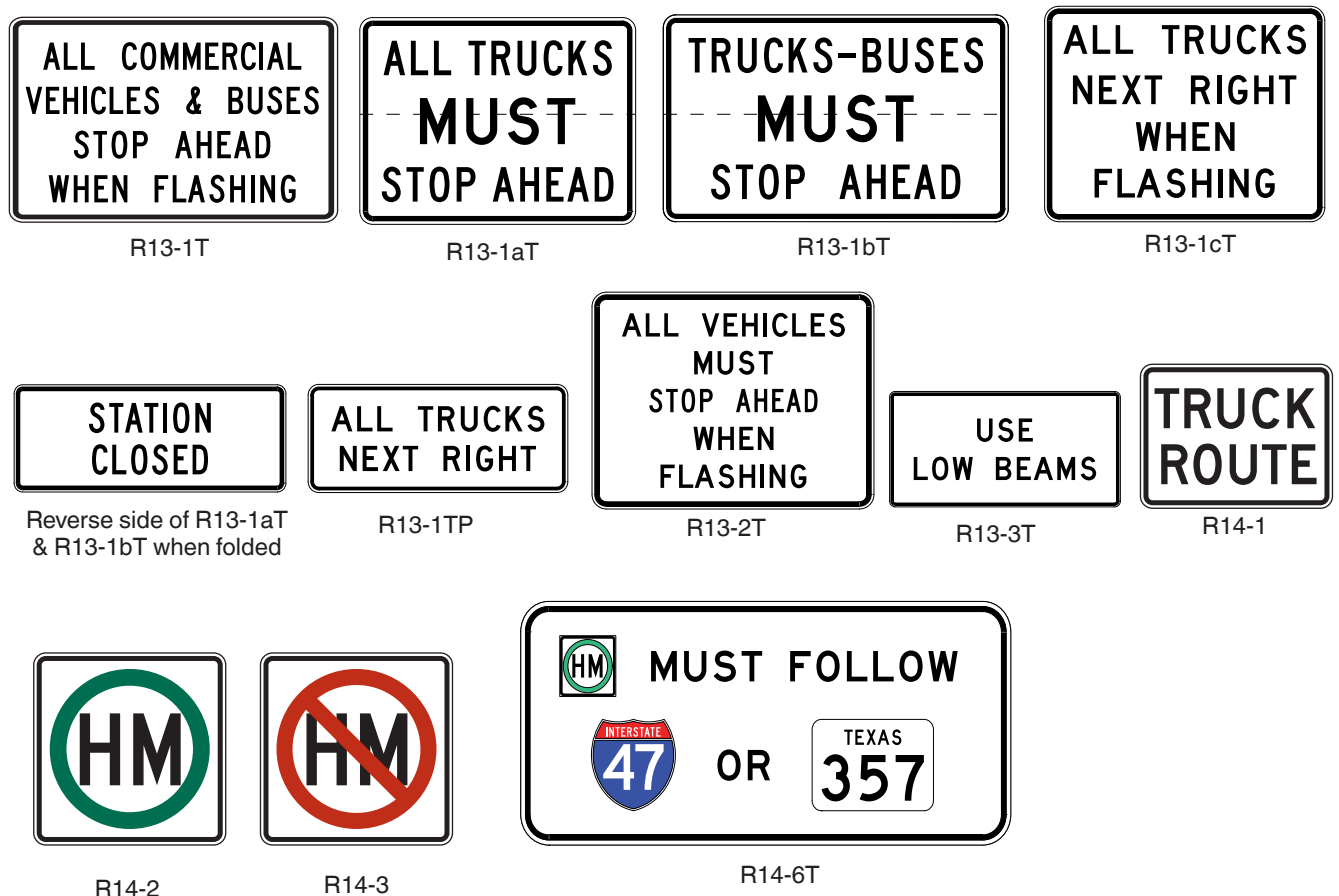 ALL COMMERCIAL
VEHICLES & BUSES
STOP AHEAD
WHEN FLASHING
R13-1T
ALL TRUCKS
MUST
STOP AHEAD
R13-1aT
TRUCKS-BUSES
MUST
STOP AHEAD
R13-1bT
ALL TRUCKS
NEXT RIGHT
WHEN
FLASHING
R13-1cT
STATION
CLOSED
Reverse side of R13-1aT
& R13-1bT when folded
ALL TRUCKS
NEXT RIGHT
R13-1TP
ALL VEHICLES
MUST
STOP AHEAD
WHEN
FLASHING
R13-2T
USE
LOW BEAMS
R13-3T
TRUCK
ROUTE
R14-1
HM
R14-2
HM
R14-3
HM MUST FOLLOW
INTERSTATE
47
OR
TEXAS
357
R14-6T